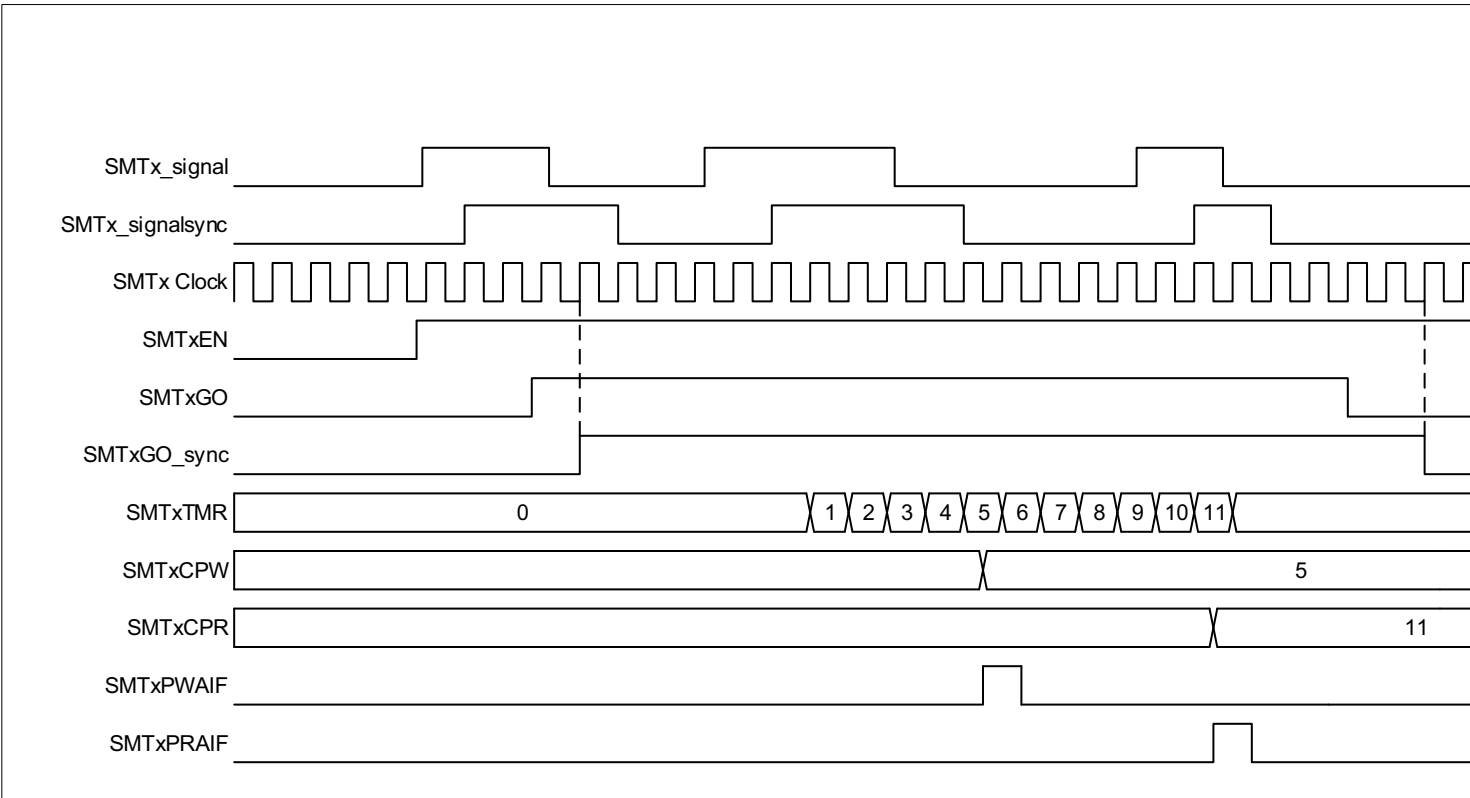 SMTx_signal
SMTx_signalsync
SMTx Clock
SMTxEN
SMTxGO
SMTxGO_sync
SMTxTMR 0 1 2 3 4 5 6 7 8 9 10 11
SMTxCPW 5
SMTxCPR 11
SMTxPWAIF
SMTxPRAIF